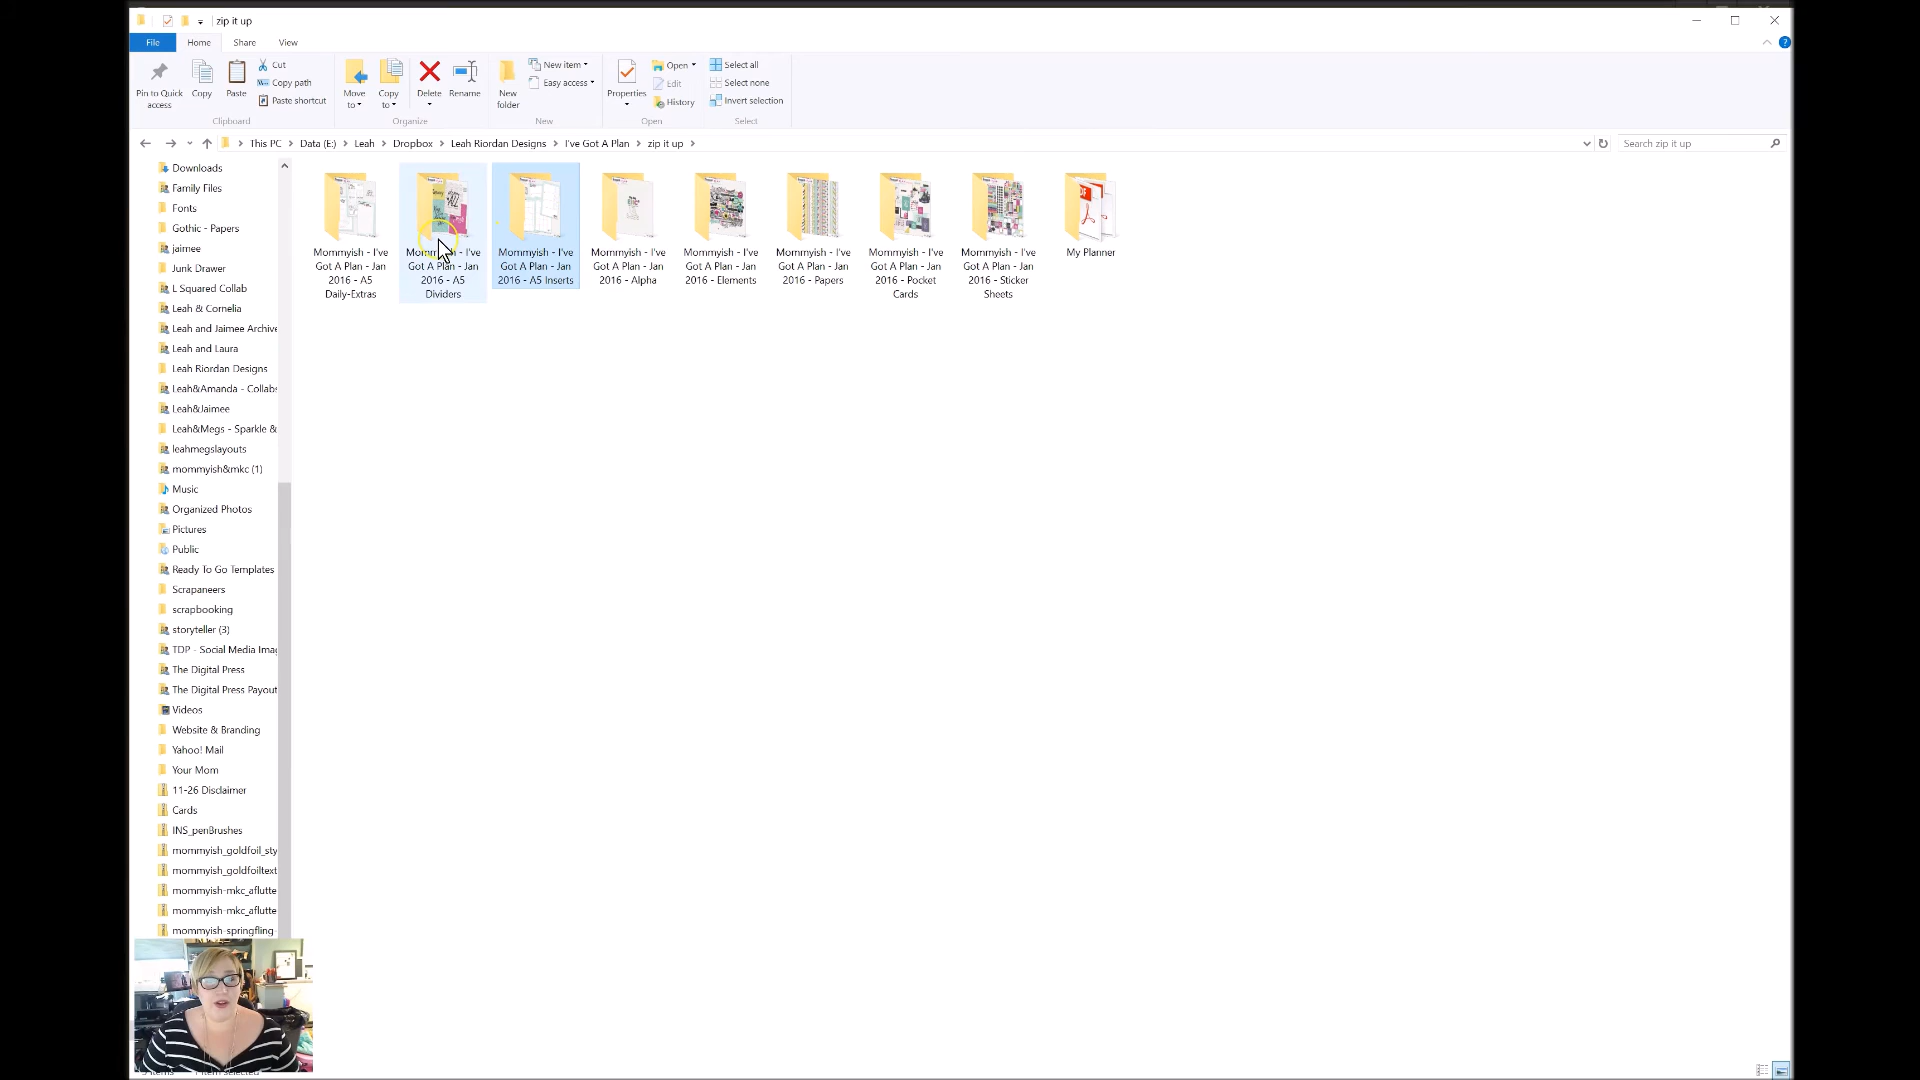 zip it up
File Home Share View
Pin to Quick access
Copy
Paste
Cut
Copy path
Paste shortcut
Clipboard
Move to
Copy to
Delete
Rename
Organize
New folder
New item
Easy access
New
Properties
Open
Edit
History
Open
Select all
Select none
Invert selection
Select
This PC > Data (E:) > Leah > Dropbox > Leah Riordan Designs > I've Got A Plan > zip it up >
Search zip it up
Downloads
Family Files
Fonts
Gothic - Papers
jaimee
Junk Drawer
L Squared Collab
Leah & Cornelia
Leah and Jaimee Archive
Leah and Laura
Leah Riordan Designs
Leah&Amanda - Collabs
Leah&Jaimee
Leah&Megs - Sparkle &
leahmegslayouts
mommyish&mkc (1)
Music
Organized Photos
Pictures
Public
Ready To Go Templates
Scrapaneers
scrapbooking
storyteller (3)
TDP - Social Media Imag
The Digital Press
The Digital Press Payout
Videos
Website & Branding
Yahoo! Mail
Your Mom
11-26 Disclaimer
Cards
INS_penBrushes
mommyish_goldfoil_sty
mommyish_goldfoiltext
mommyish-mkc_aflutte
mommyish-mkc_aflutte
mommyish-springfling-
Mommyish - I've
Got A Plan - Jan
2016 - A5
Daily-Extras
Mommyish - I've
Got A Plan - Jan
2016 - A5
Dividers
Mommyish - I've
Got A Plan - Jan
2016 - A5 Inserts
Mommyish - I've
Got A Plan - Jan
2016 - Alpha
Mommyish - I've
Got A Plan - Jan
2016 - Elements
Mommyish - I've
Got A Plan - Jan
2016 - Papers
Mommyish - I've
Got A Plan - Jan
2016 - Pocket
Cards
Mommyish - I've
Got A Plan - Jan
2016 - Sticker
Sheets
My Planner